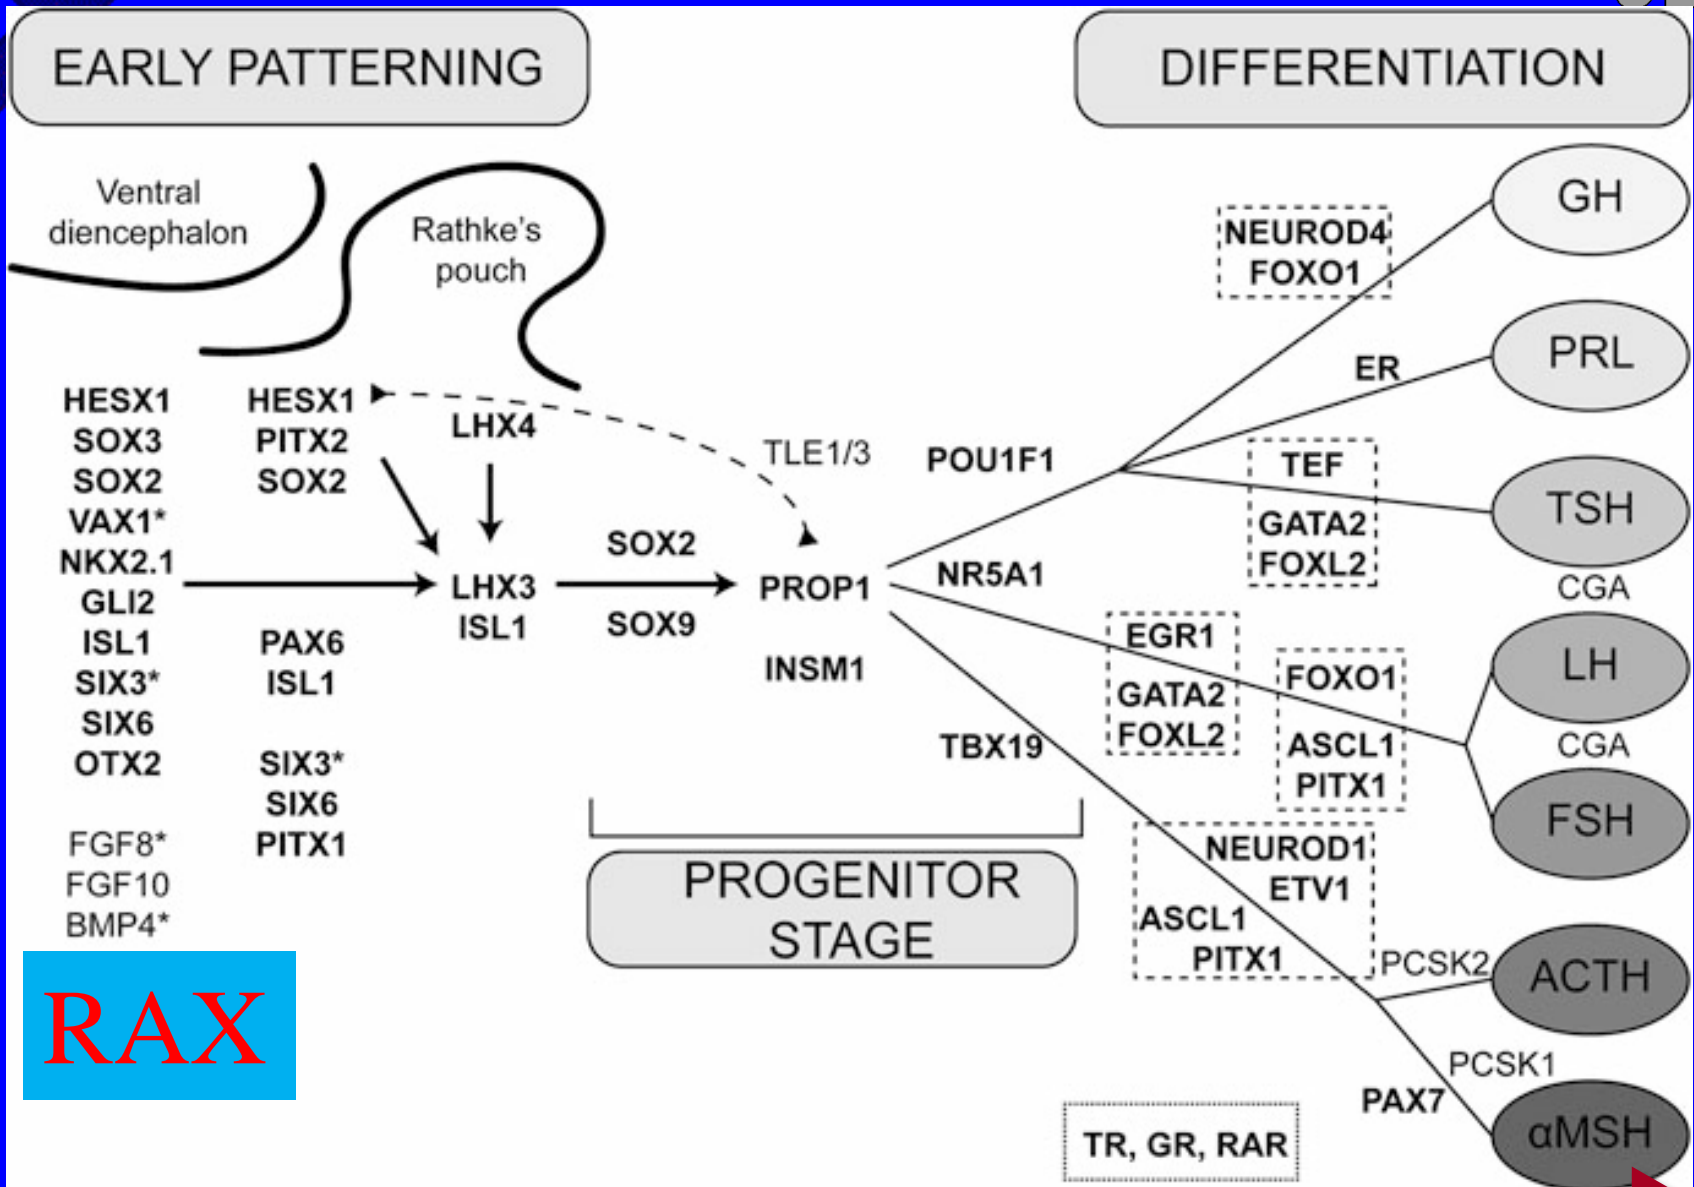 EARLY PATTERNING
DIFFERENTIATION
Ventral
diencephalon
Rathke's
pouch
HESX1
SOX3
SOX2
VAX1*
NKX2.1
GLI2
ISL1
SIX3*
SIX6
OTX2
FGF8*
FGF10
BMP4*
RAX
HESX1
PITX2
SOX2
PAX6
ISL1
SIX3*
SIX6
PITX1
LHX4
LHX3
ISL1
SOX2
SOX9
TLE1/3
PROP1
INSM1
PROGENITOR
STAGE
POU1F1
NR5A1
TBX19
NEUROD4
FOXO1
ER
TEF
GATA2
FOXL2
EGR1
GATA2
FOXL2
FOXO1
ASCL1
PITX1
NEUROD1
ETV1
ASCL1
PITX1
PCSK2
PCSK1
PAX7
TR, GR, RAR
GH
PRL
TSH
CGA
LH
CGA
FSH
ACTH
αMSH